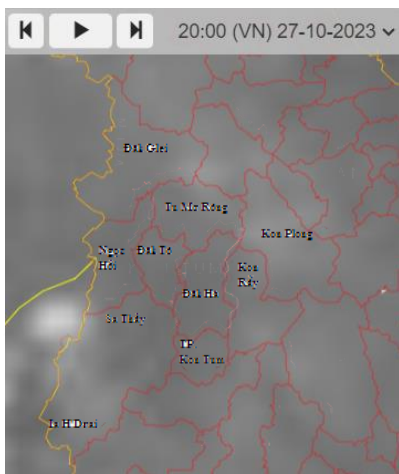 20:00 (VN) 27-10-2023
Đăk Glei
Tu Mơ Rông
Kon Plong
Ngọc
Hồi
Đăk Tô
Kon
Rẫy
Đăk Hà
Sa Thầy
TP
Kon Tum
Ia H Drai